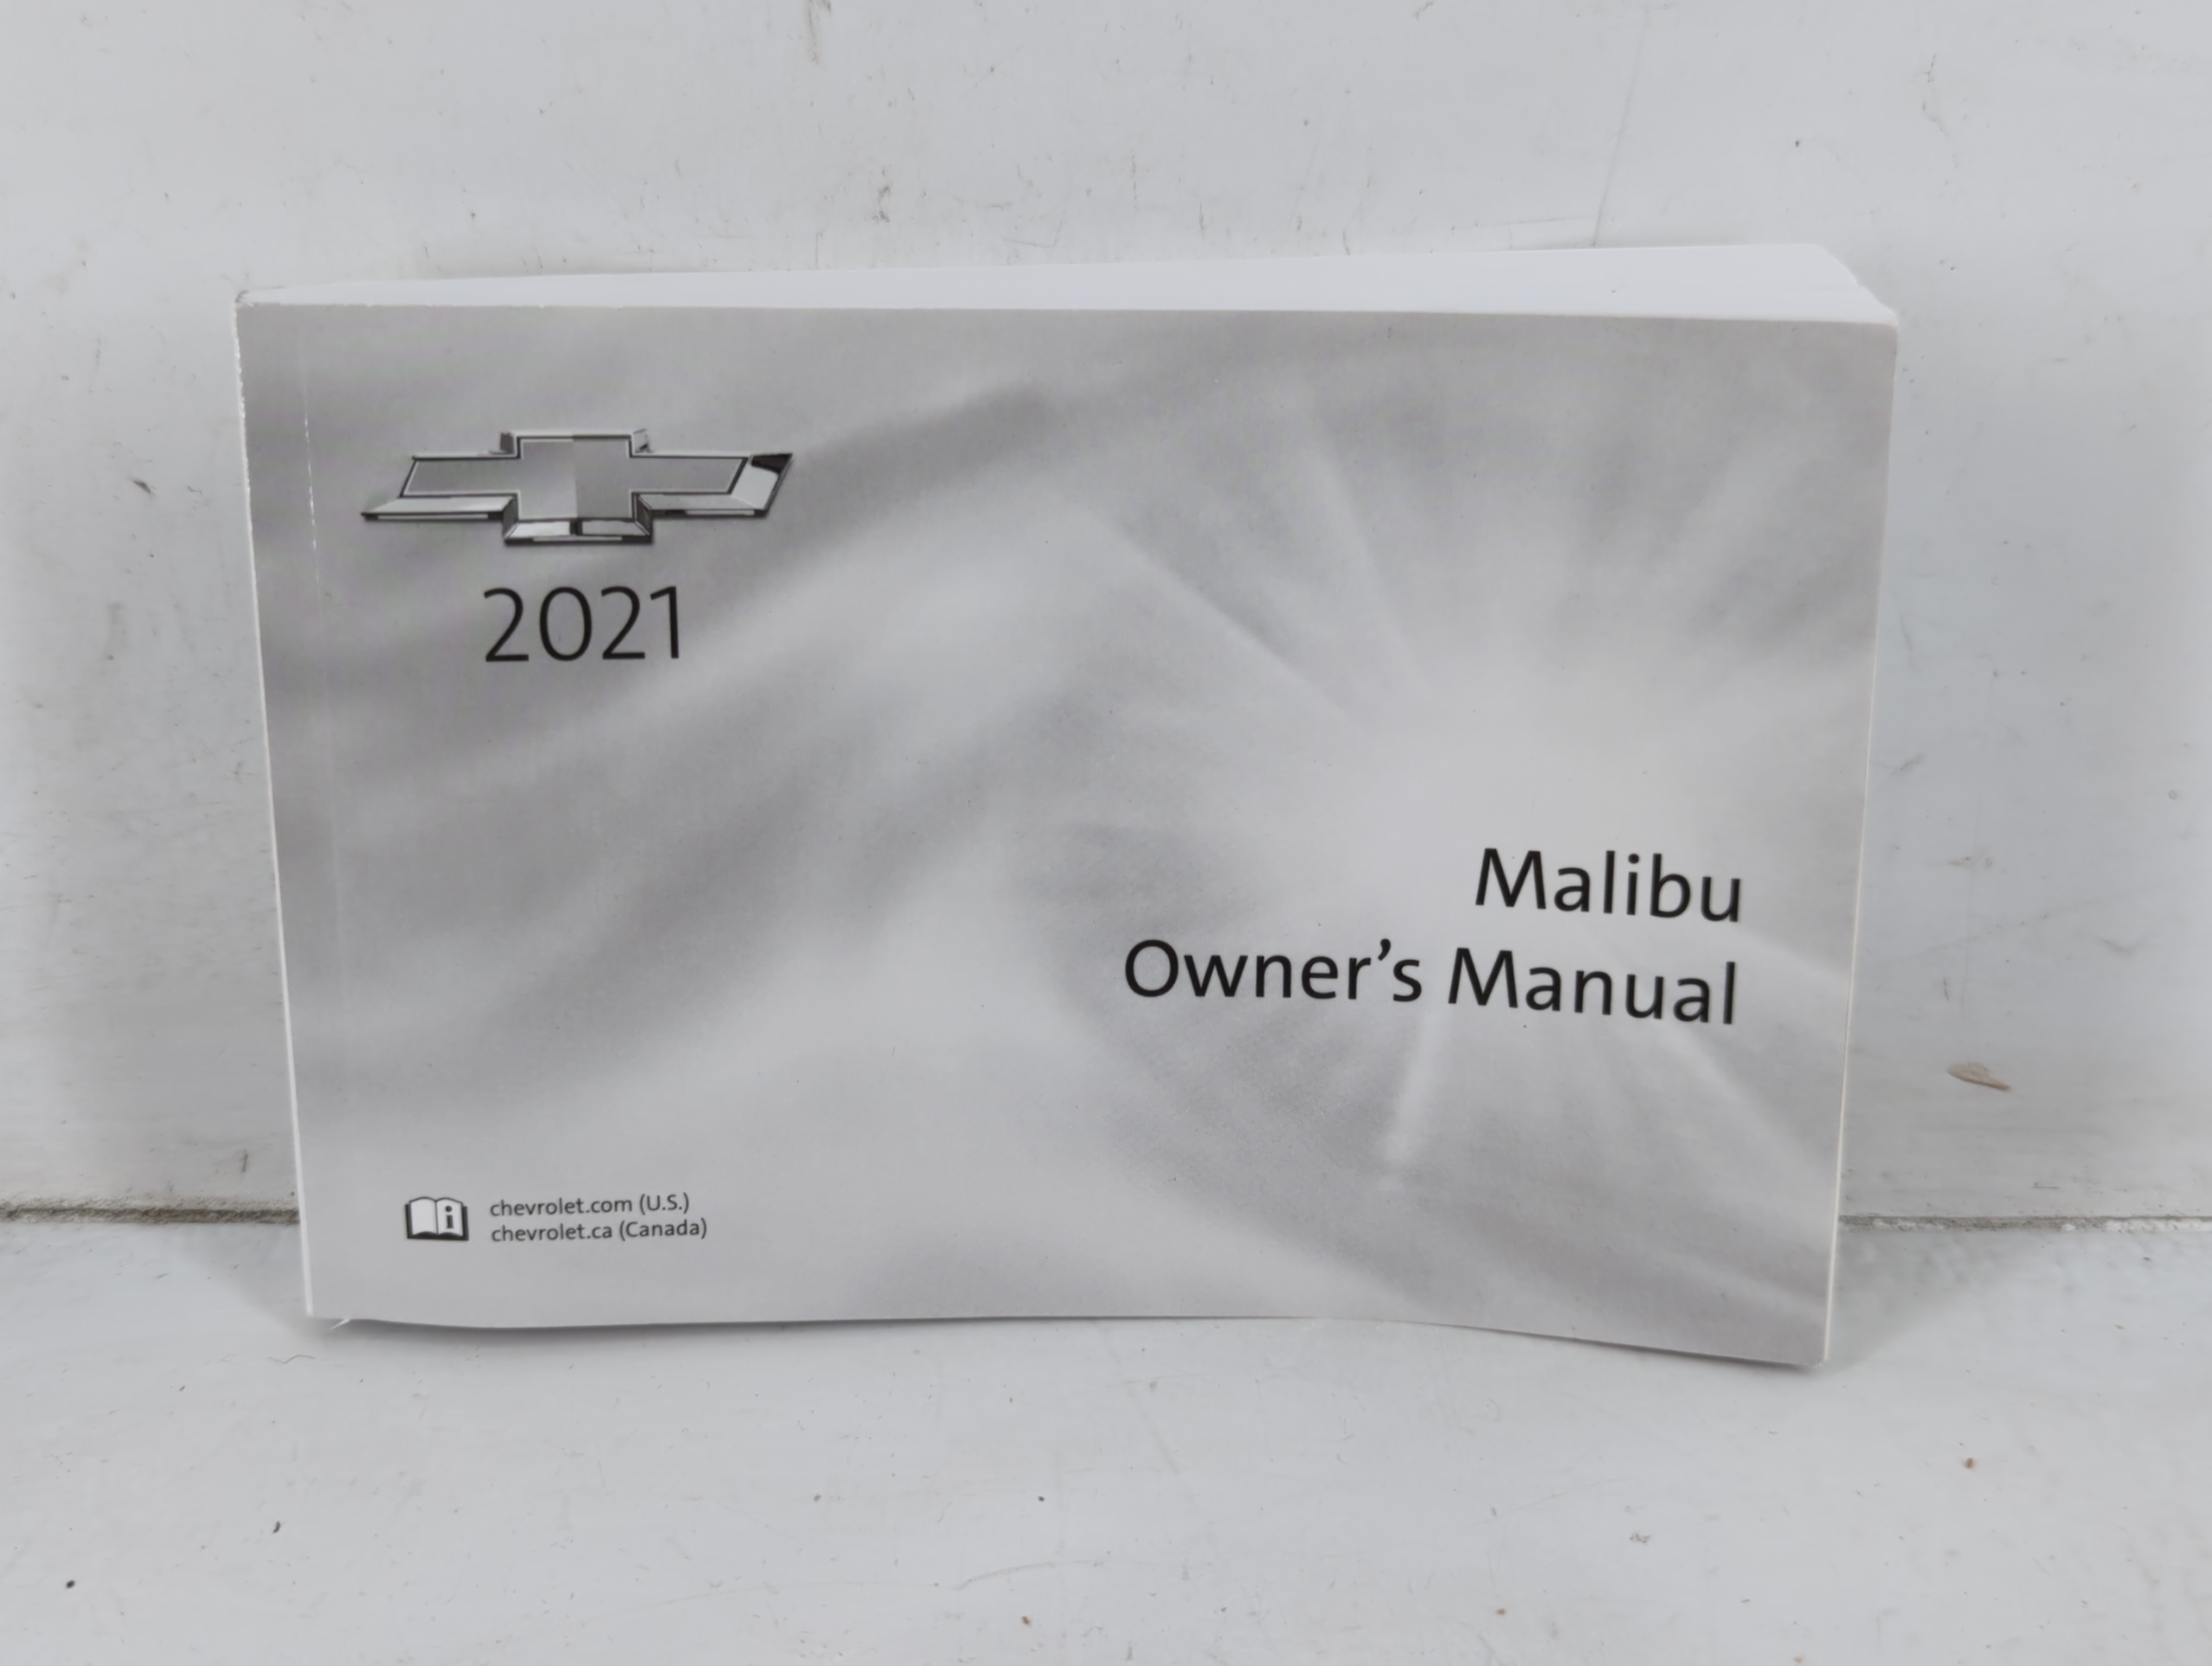 2021
Malibu
Owner’s Manual
chevrolet.com (U.S.)
chevrolet.ca (Canada)